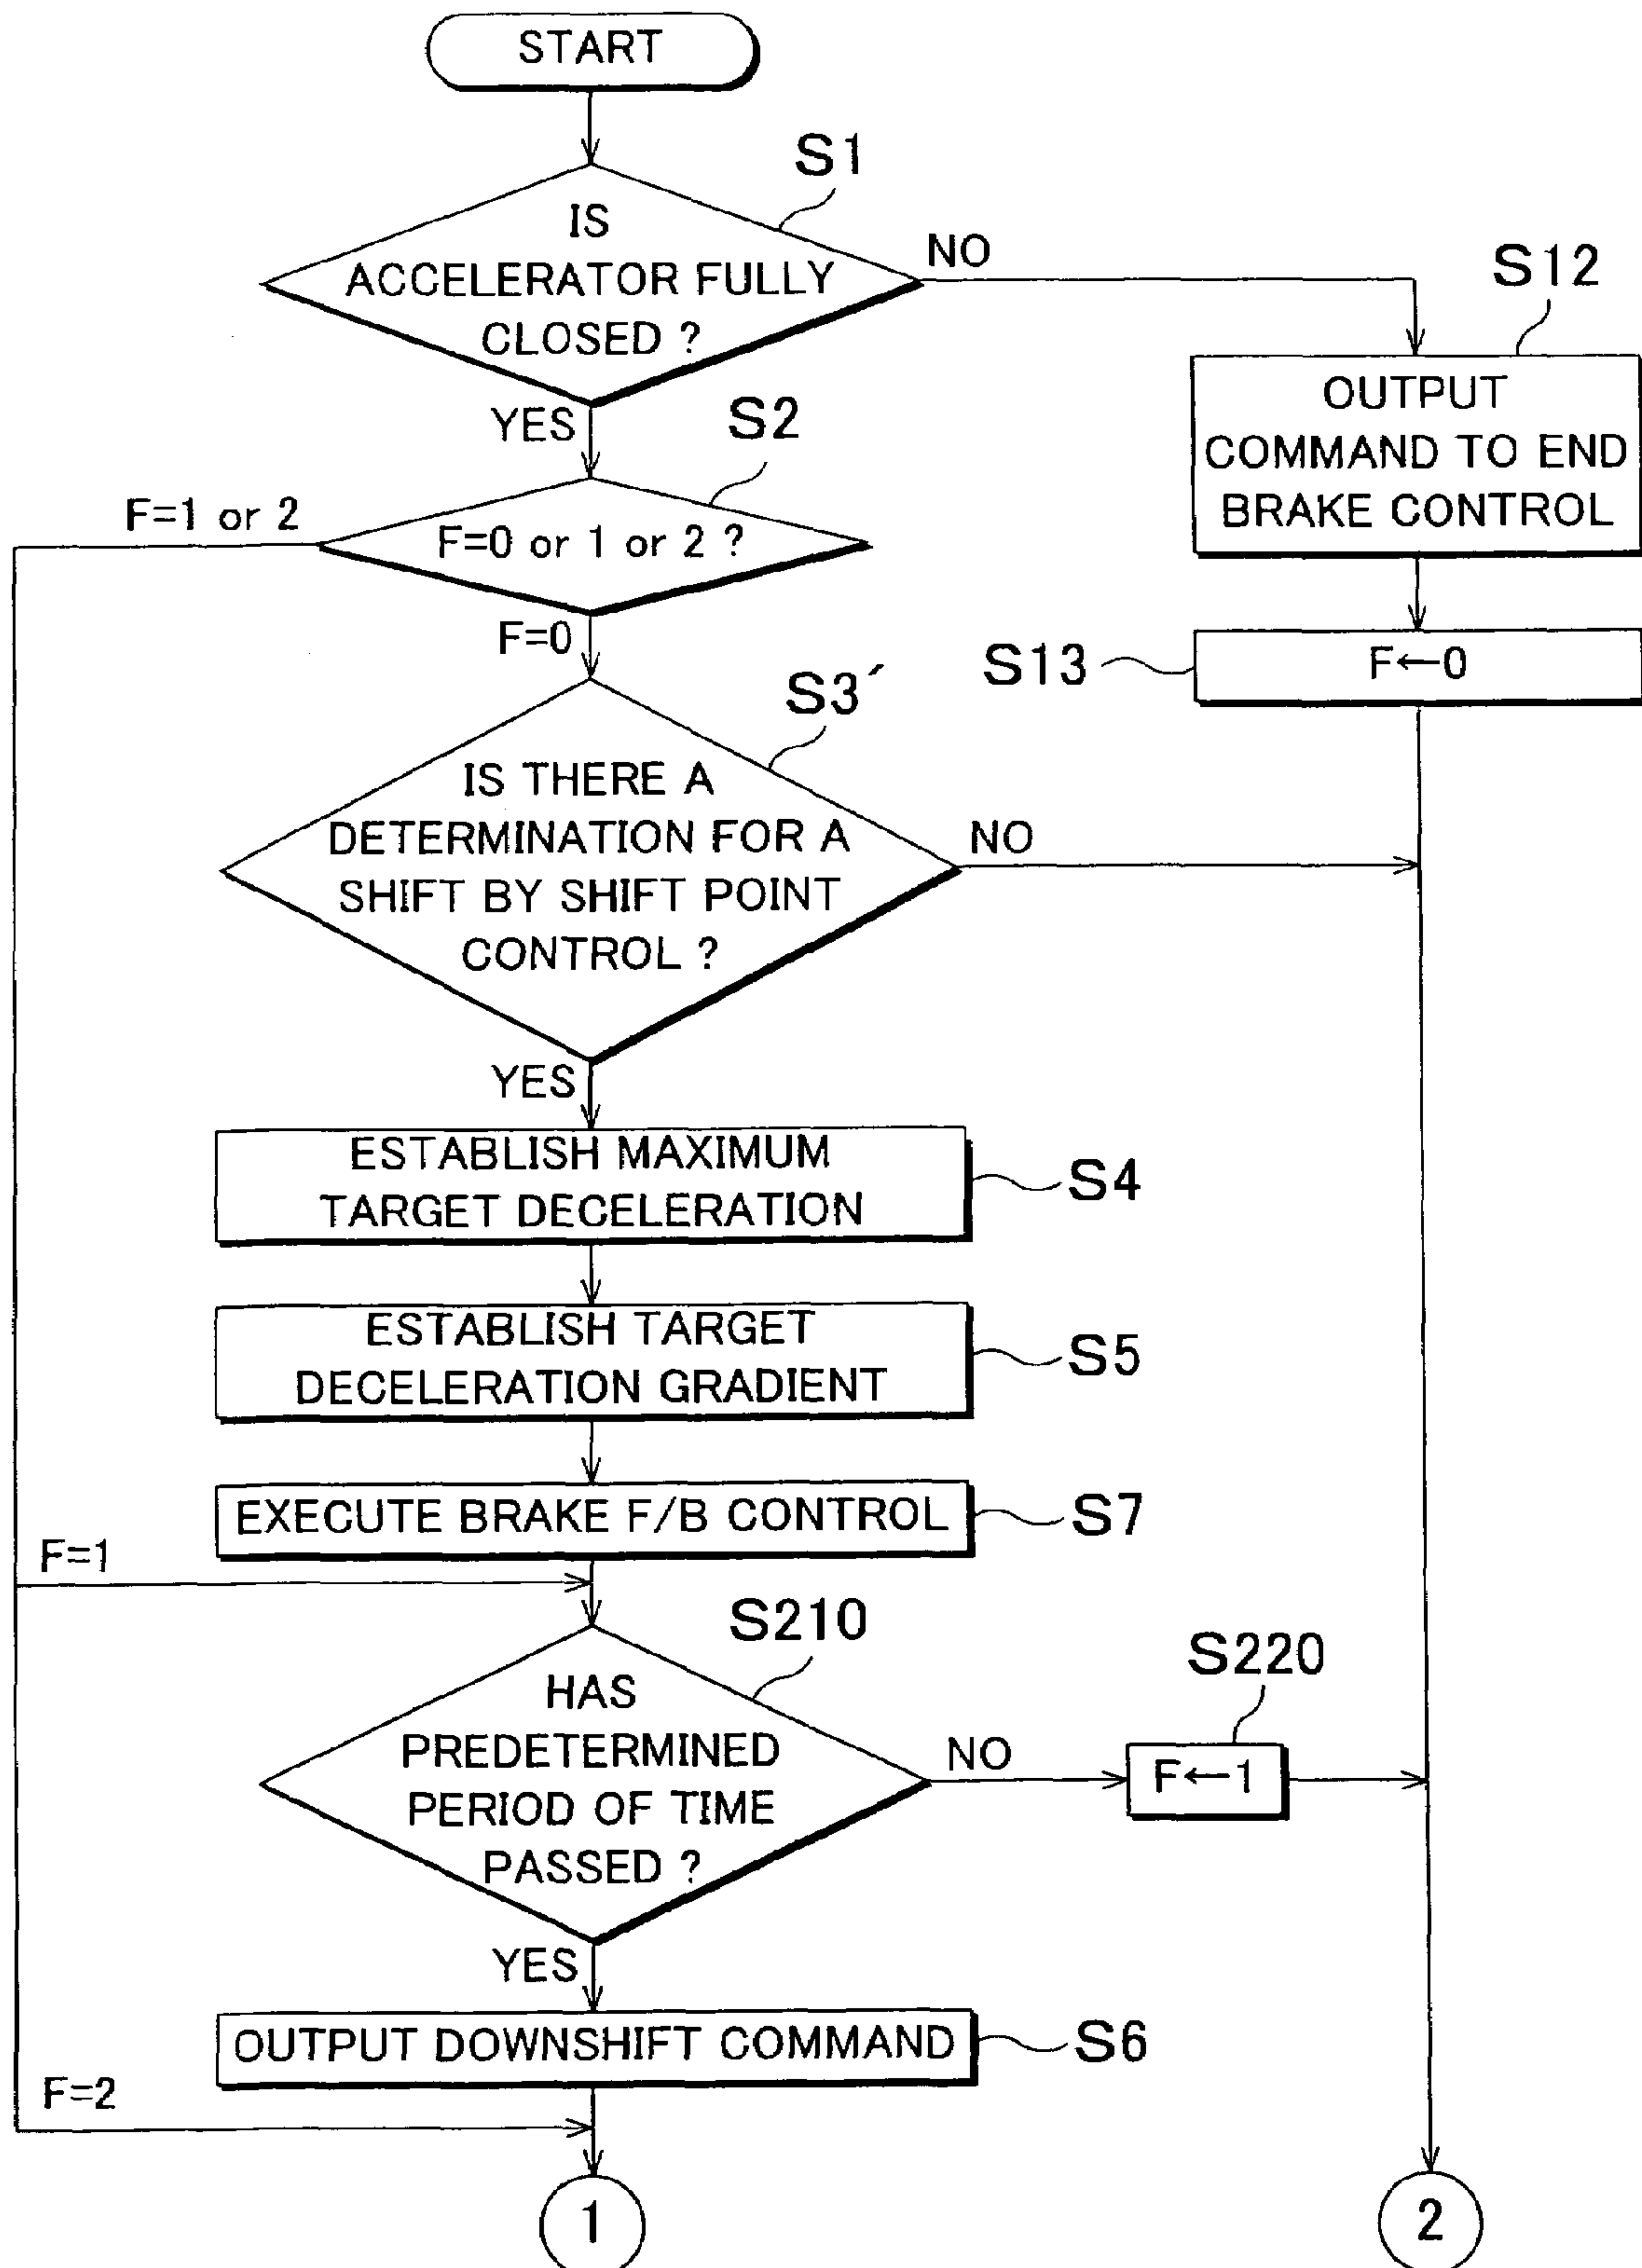 START
S1
IS
ACCELERATOR FULLY
CLOSED ?
NO
YES
S12
OUTPUT
COMMAND TO END
BRAKE CONTROL
S2
F=1 or 2
F=0 or 1 or 2 ?
F=0
S13
F←0
S3´
IS THERE A
DETERMINATION FOR A
SHIFT BY SHIFT POINT
CONTROL ?
NO
YES
ESTABLISH MAXIMUM
TARGET DECELERATION
S4
ESTABLISH TARGET
DECELERATION GRADIENT
S5
EXECUTE BRAKE F/B CONTROL
S7
F=1
S210
HAS
PREDETERMINED
PERIOD OF TIME
PASSED ?
NO
S220
F←1
YES
OUTPUT DOWNSHIFT COMMAND
S6
F=2
1
2